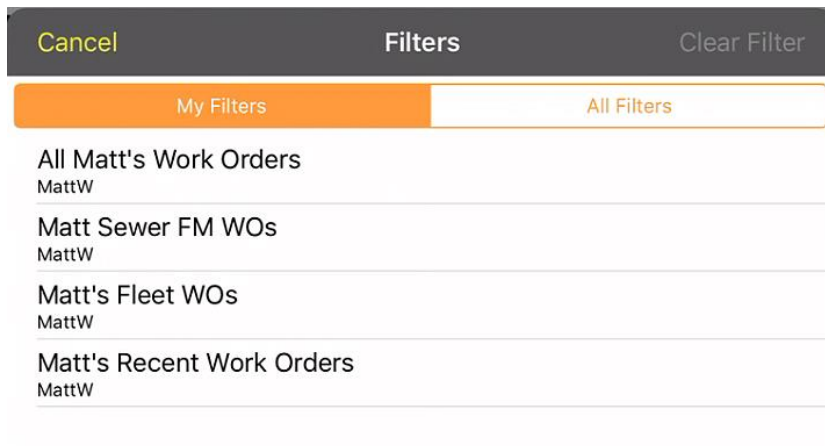 Cancel Filters Clear Filter
My Filters All Filters
All Matt's Work Orders
MattW
Matt Sewer FM WOs
MattW
Matt's Fleet WOs
MattW
Matt's Recent Work Orders
MattW